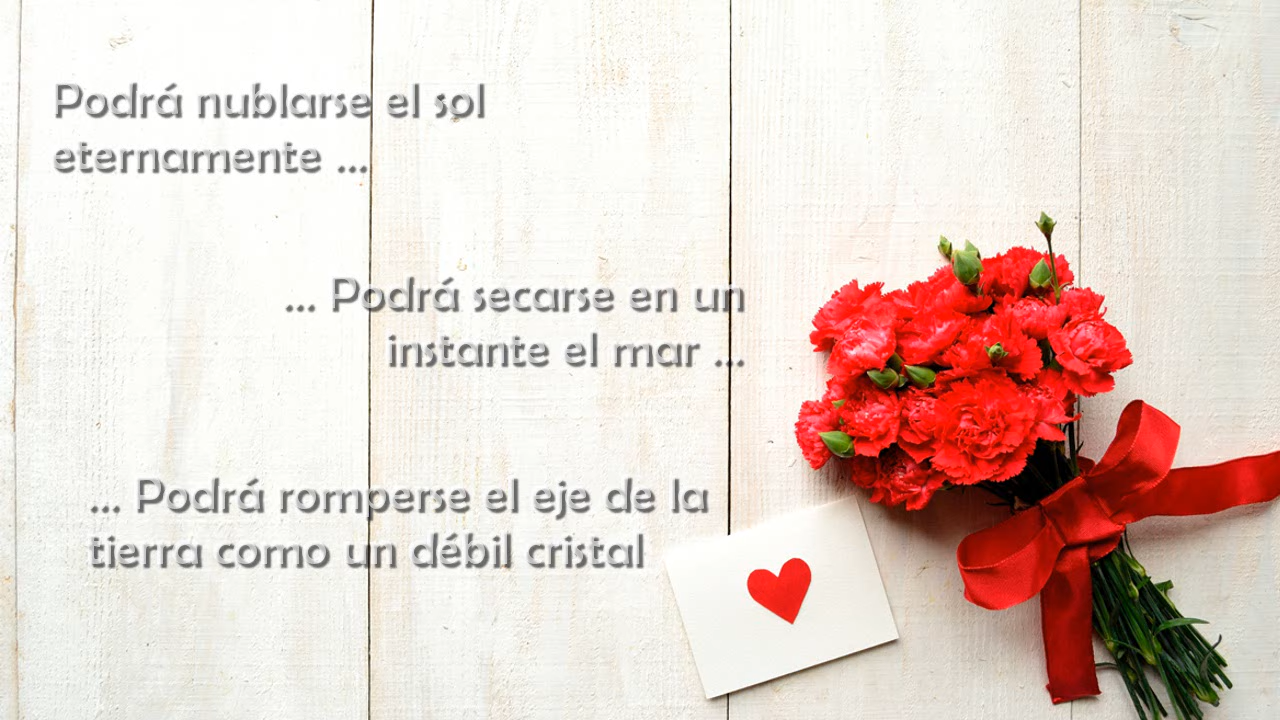 Podrá nublarse el sol
eternamente ...
... Podrá secarse en un
instante el mar ...
... Podrá romperse el eje de la
tierra como un débil cristal